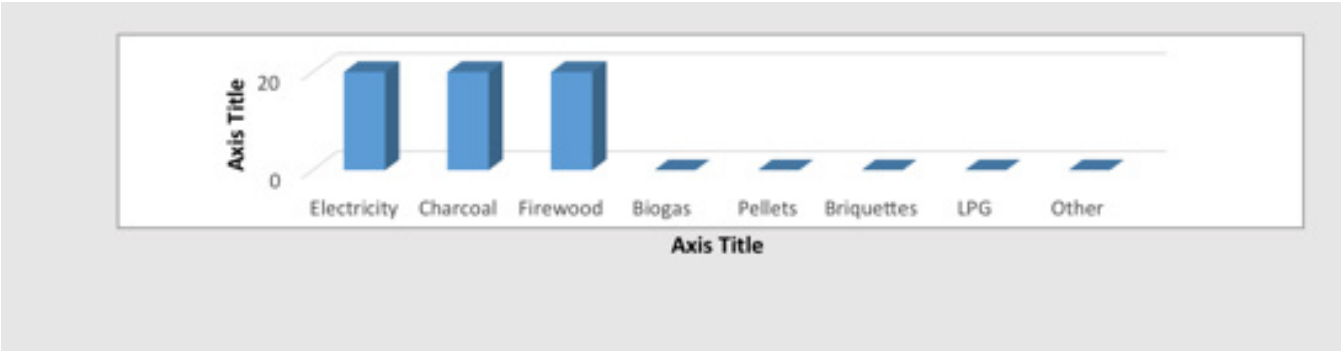 Axis Title
20
0
Electricity Charcoal Firewood Biogas Pellets Briquettes LPG Other
Axis Title